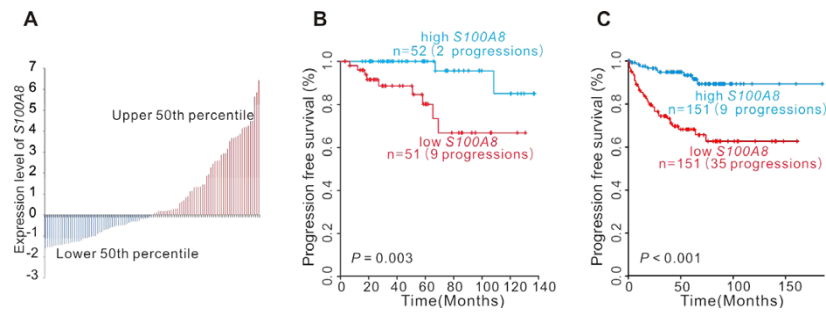 A
Expression level of S100A8
7
6
5
4
3
2
1
0
-1
-2
-3
Upper 50th percentile
Lower 50th percentile
B
Progression free survival (%)
1.0
0.8
0.6
0.4
0.2
0.0
high S100A8
n=52 (2 progressions)
low S100A8
n=51 (9 progressions)
P = 0.003
0 20 40 60 80 100 120 140
Time(Months)
C
Progression free survival (%)
1.0
0.8
0.6
0.4
0.2
0.0
high S100A8
n=151 (9 progressions)
low S100A8
n=151 (35 progressions)
P < 0.001
0 50 100 150
Time(Months)